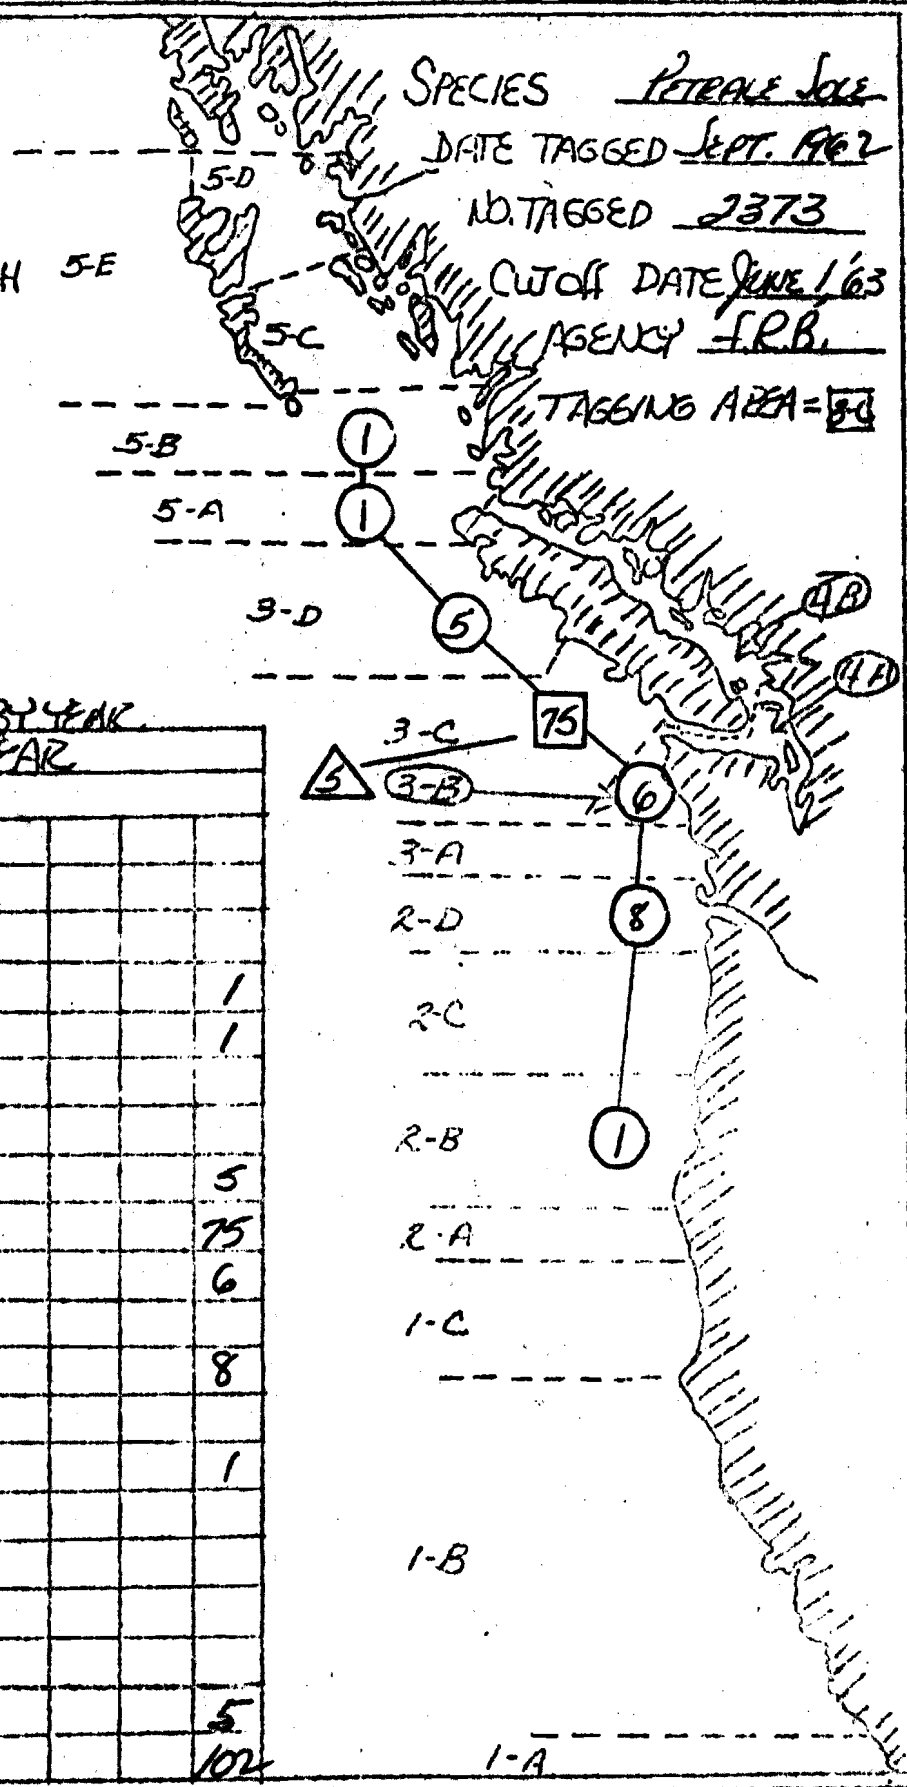 SPECIES PETRALE SOLE
DATE TAGGED SEPT. 1962
NO. TAGGED 2373
CUTOFF DATE JUNE 1, '63
AGENCY F.R.B.
TAGGING AREA = 3-C
5-D
H 5-E
5-C
5-B 1
5-A 1
4B
3-D 5
4A
BY YEAR
3-C 75
5 3-B 6
3-A
2-D 8
2-C
2-B 1
2-A
1-C
1-B
1-A
1
1
5
75
6
8
1
5
102